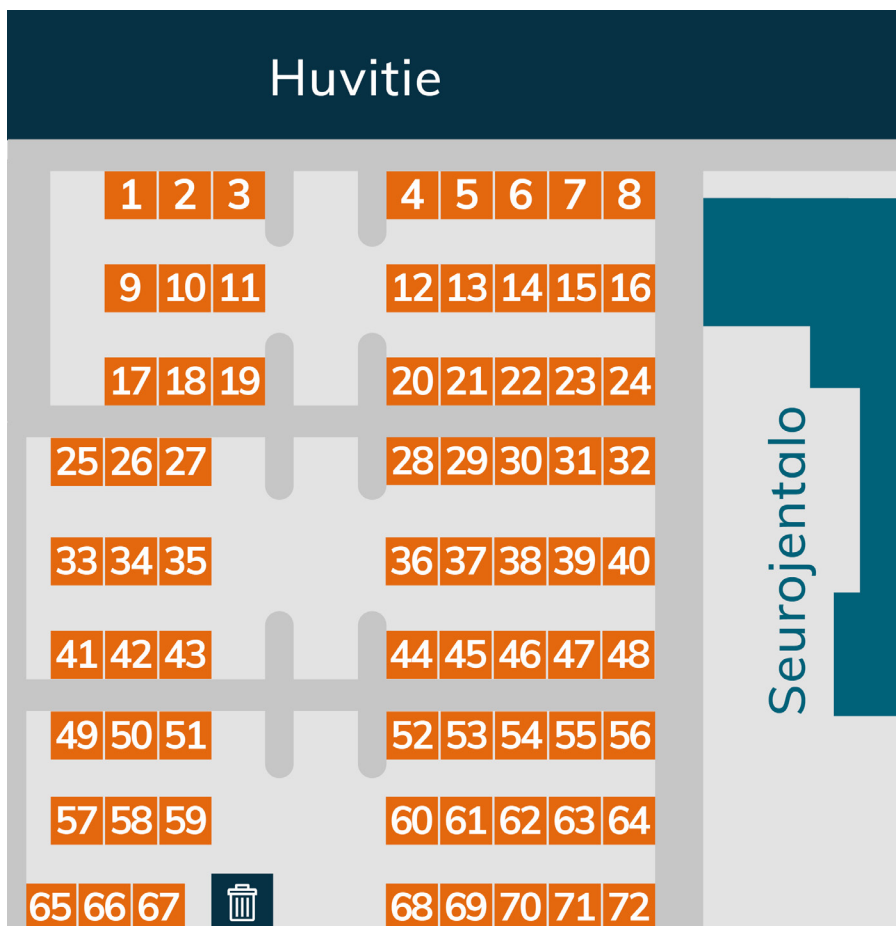 Huvitie
1 2 3 4 5 6 7 8
9 10 11 12 13 14 15 16
17 18 19 20 21 22 23 24
25 26 27 28 29 30 31 32
33 34 35 36 37 38 39 40
41 42 43 44 45 46 47 48
49 50 51 52 53 54 55 56
57 58 59 60 61 62 63 64
65 66 67 68 69 70 71 72
Seurojentalo